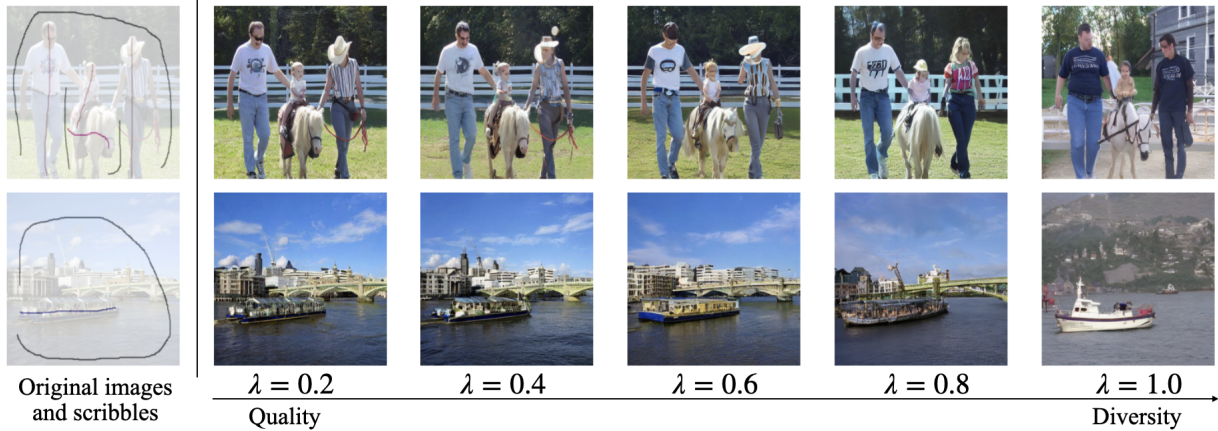 Original images
and scribbles
λ = 0.2
λ = 0.4
λ = 0.6
λ = 0.8
λ = 1.0
Quality
Diversity